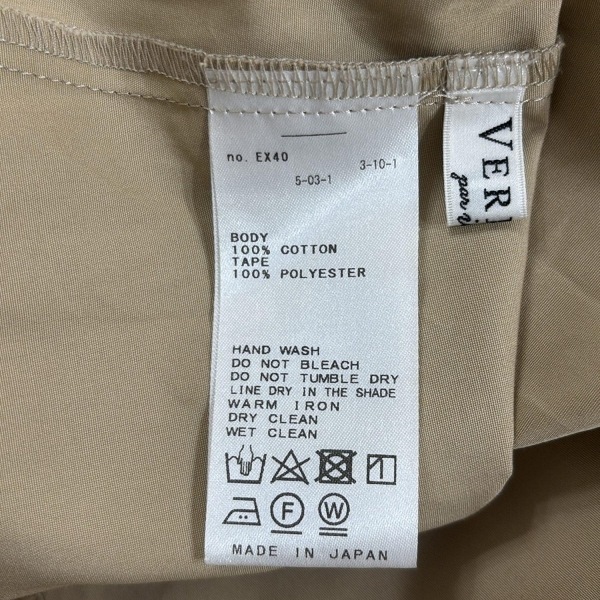 no. EX40
3-10-1
5-03-1
BODY
100% COTTON
TAPE
100% POLYESTER
HAND WASH
DO NOT BLEACH
DO NOT TUMBLE DRY
LINE DRY IN THE SHADE
WARM IRON
DRY CLEAN
WET CLEAN
F W
MADE IN JAPAN
VER
par